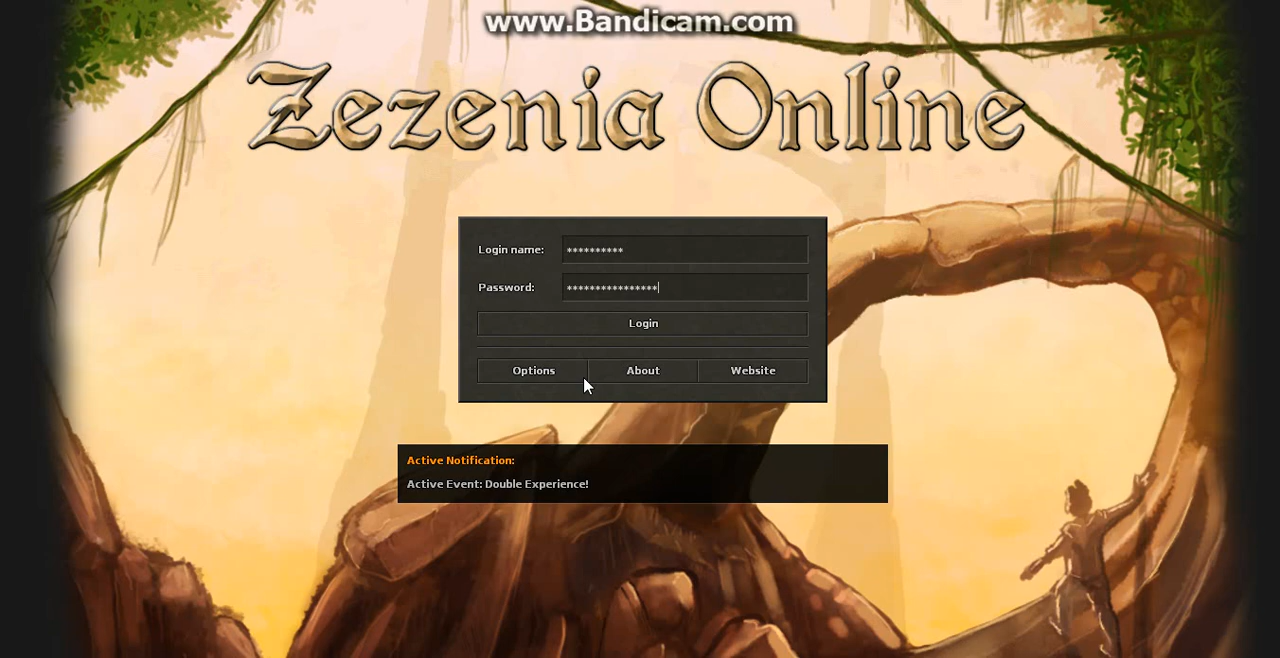 www.Bandicam.com
Zezenia Online
Login name: **********
Password: ****************
Login
Options About Website
Active Notification:
Active Event: Double Experience!